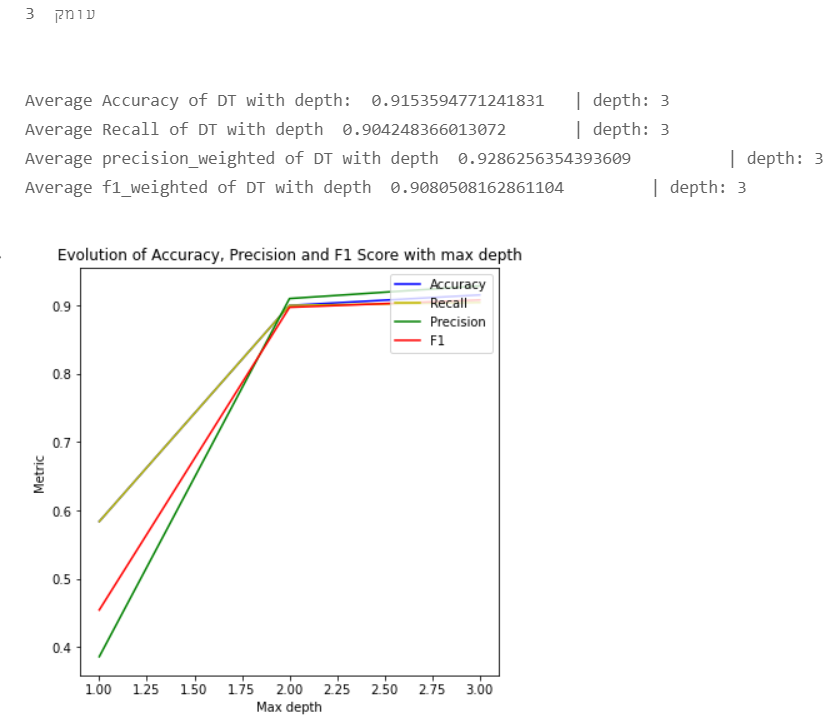 עומק 3
Average Accuracy of DT with depth: 0.9153594771241831 | depth: 3
Average Recall of DT with depth 0.904248366013072 | depth: 3
Average precision_weighted of DT with depth 0.9286256354393609 | depth: 3
Average f1_weighted of DT with depth 0.9080508162861104 | depth: 3
Evolution of Accuracy, Precision and F1 Score with max depth
Accuracy
Recall
Precision
F1
0.9
0.8
0.7
0.6
0.5
0.4
Metric
1.00 1.25 1.50 1.75 2.00 2.25 2.50 2.75 3.00
Max depth